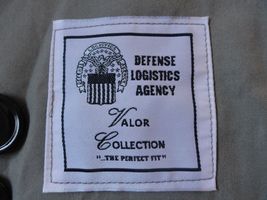 DEFENSE
LOGISTICS
AGENCY
VALOR
COLLECTION
"...THE PERFECT FIT"